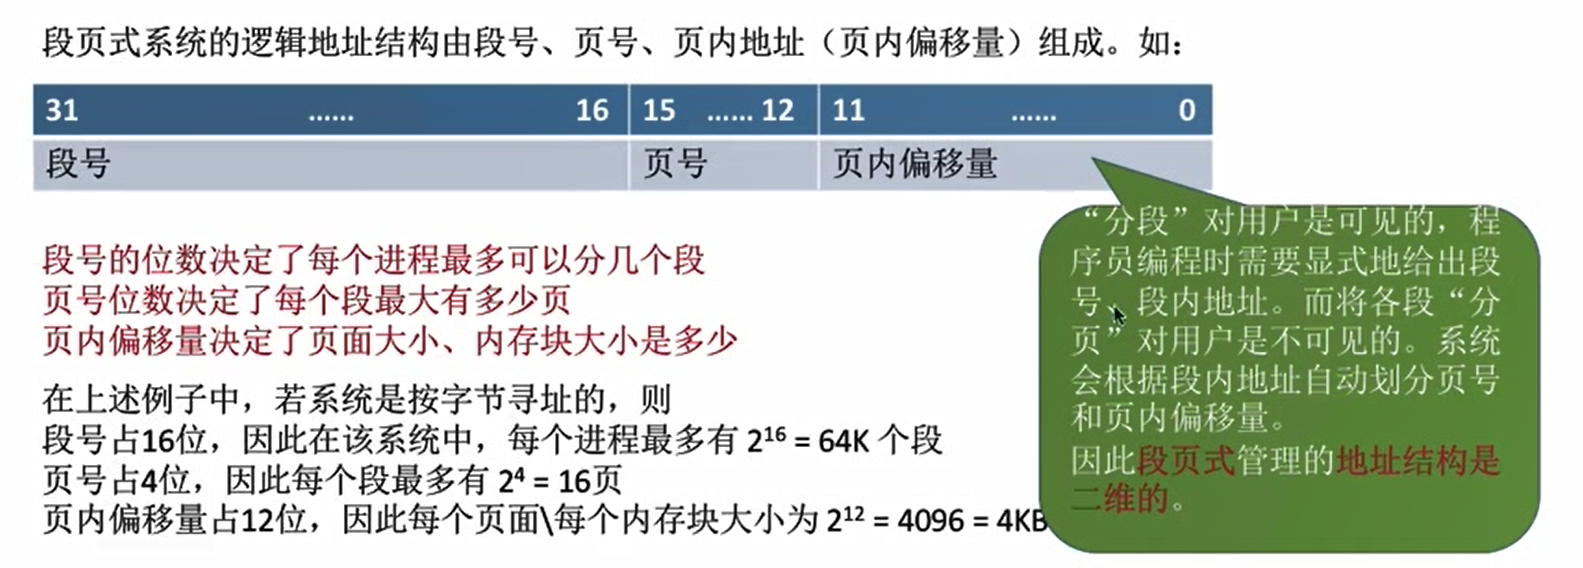 段页式系统的逻辑地址结构由段号、页号、页内地址（页内偏移量）组成。如：
31 …… 16 15 …… 12 11 …… 0
段号 页号 页内偏移量
段号的位数决定了每个进程最多可以分几个段
页号位数决定了每个段最大有多少页
页内偏移量决定了页面大小、内存块大小是多少
在上述例子中，若系统是按字节寻址的，则
段号占16位，因此在该系统中，每个进程最多有 2¹⁶ = 64K 个段
页号占4位，因此每个段最多有 2⁴ = 16页
页内偏移量占12位，因此每个页面\每个内存块大小为 2¹² = 4096 = 4KB
“分段”对用户是可见的，程
序员编程时需要显式地给出段
号、段内地址。而将各段“分
页”对用户是不可见的。系统
会根据段内地址自动划分页号
和页内偏移量。
因此段页式管理的地址结构是
二维的。